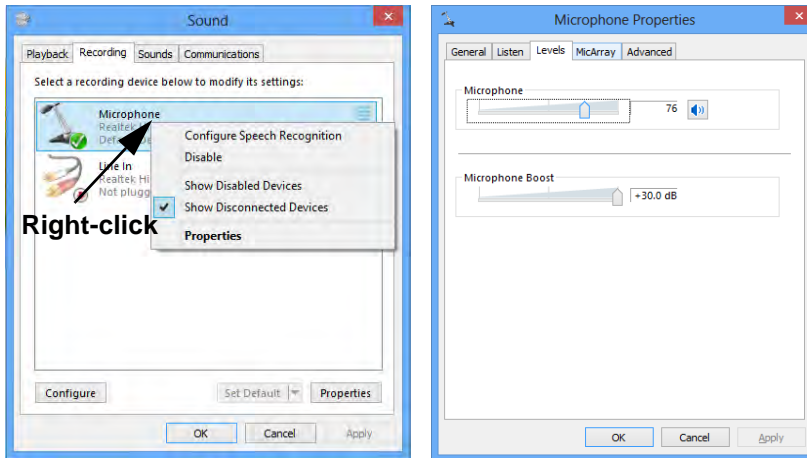 Sound
Playback Recording Sounds Communications
Select a recording device below to modify its settings:
Microphone
Realtek
Configure Speech Recognition
Disable
Line In
Realtek Hi
Not plugg
Show Disabled Devices
Show Disconnected Devices
Properties
Right-click
Configure
Set Default
Properties
OK
Cancel
Apply
Microphone Properties
General Listen Levels MicArray Advanced
Microphone
76
Microphone Boost
+30.0 dB
OK
Cancel
Apply